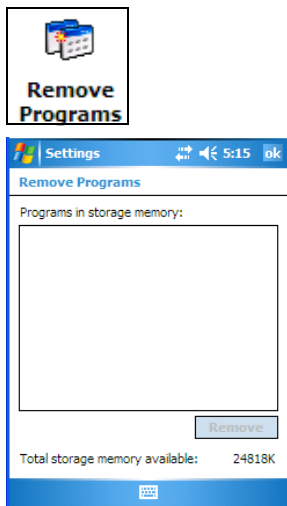 Remove
Programs
Settings 5:15 ok
Remove Programs
Programs in storage memory:
Remove
Total storage memory available: 24818K